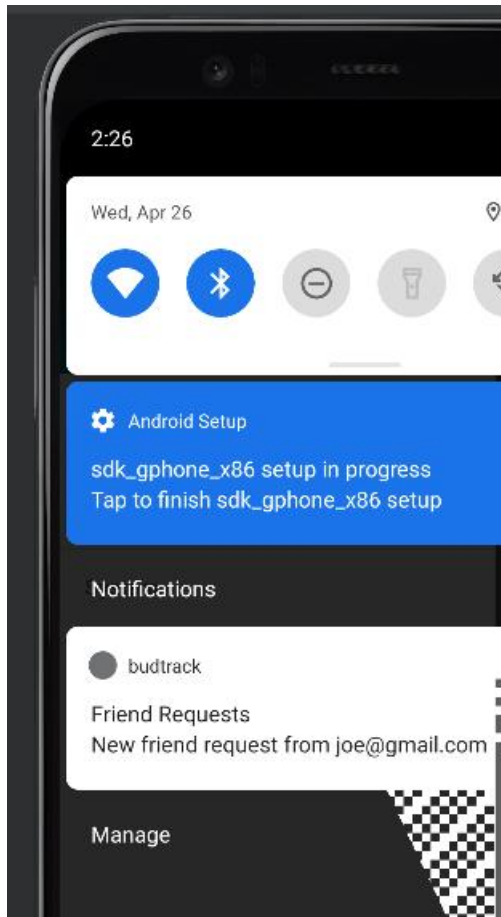 2:26
Wed, Apr 26
Android Setup
sdk_gphone_x86 setup in progress
Tap to finish sdk_gphone_x86 setup
Notifications
budtrack
Friend Requests
New friend request from joe@gmail.com
Manage